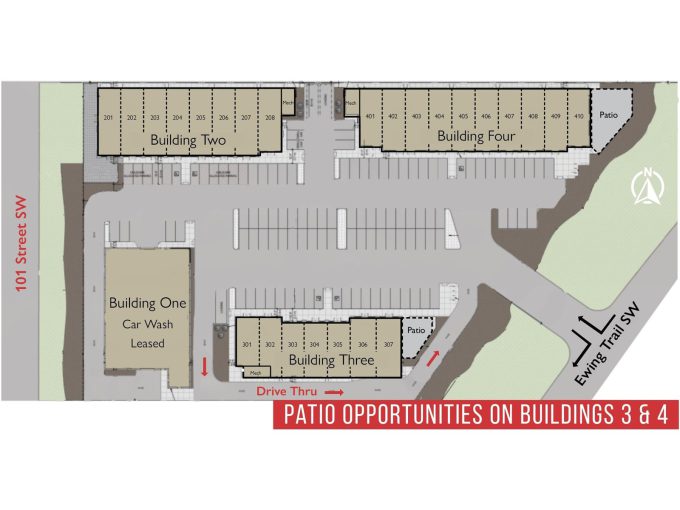 Mech
Mech
201 202 203 204 205 206 207 208
401 402 403 404 405 406 407 408 409 410
Patio
Building Two
Building Four
N
101 Street SW
Building One
Car Wash
Leased
301 302 303 304 305 306 307
Patio
Mech
Building Three
Ewing Trail SW
Drive Thru
PATIO OPPORTUNITIES ON BUILDINGS 3 & 4